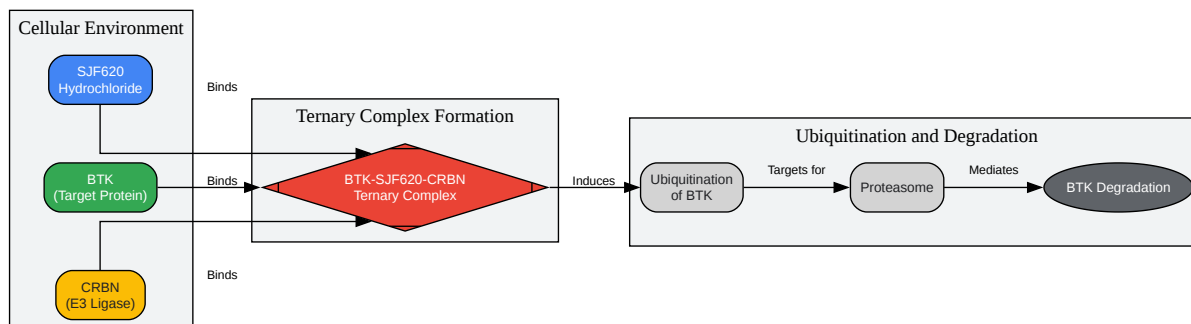 Cellular Environment
SJF620
Hydrochloride
BTK
(Target Protein)
CRBN
(E3 Ligase)
Binds
Binds
Binds
Ternary Complex Formation
BTK-SJF620-CRBN
Ternary Complex
Induces
Ubiquitination and Degradation
Ubiquitination
of BTK
Targets for
Proteasome
Mediates
BTK Degradation